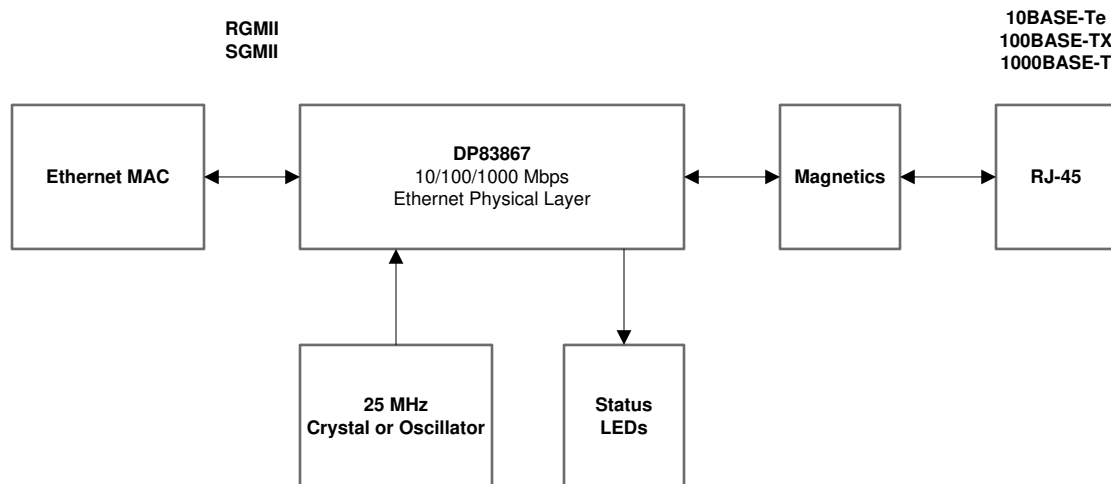 RGMII
SGMII
10BASE-Te
100BASE-TX
1000BASE-T
Ethernet MAC
DP83867
10/100/1000 Mbps
Ethernet Physical Layer
Magnetics
RJ-45
25 MHz
Crystal or Oscillator
Status
LEDs